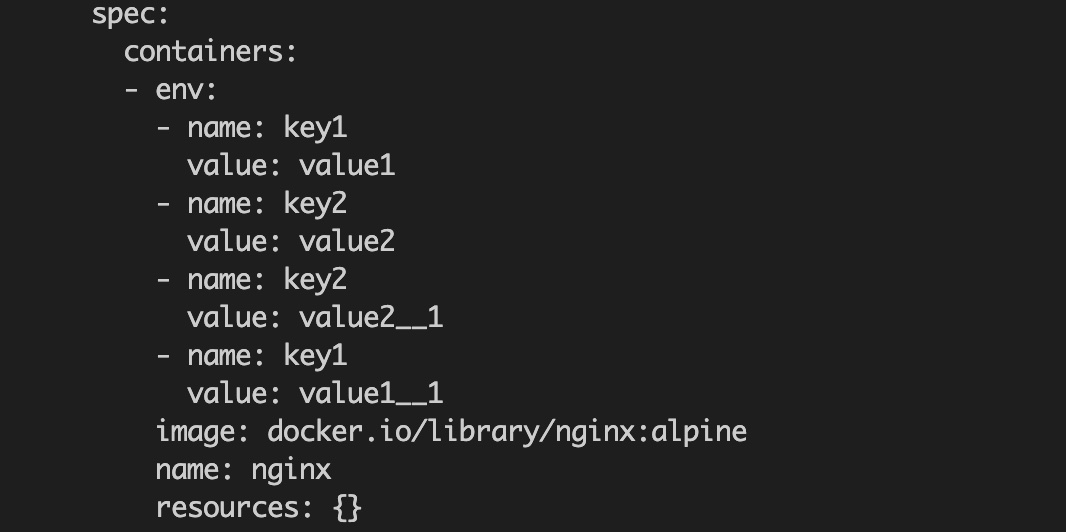 spec:
  containers:
  - env:
    - name: key1
      value: value1
    - name: key2
      value: value2
    - name: key2
      value: value2__1
    - name: key1
      value: value1__1
    image: docker.io/library/nginx:alpine
    name: nginx
    resources: {}